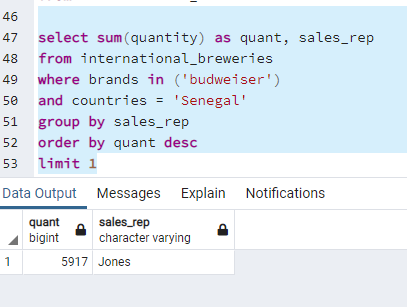 46
47 select sum(quantity) as quant, sales_rep
48 from international_breweries
49 where brands in ('budweiser')
50 and countries = 'Senegal'
51 group by sales_rep
52 order by quant desc
53 limit 1
Data Output Messages Explain Notifications
quant sales_rep
bigint character varying
1 5917 Jones